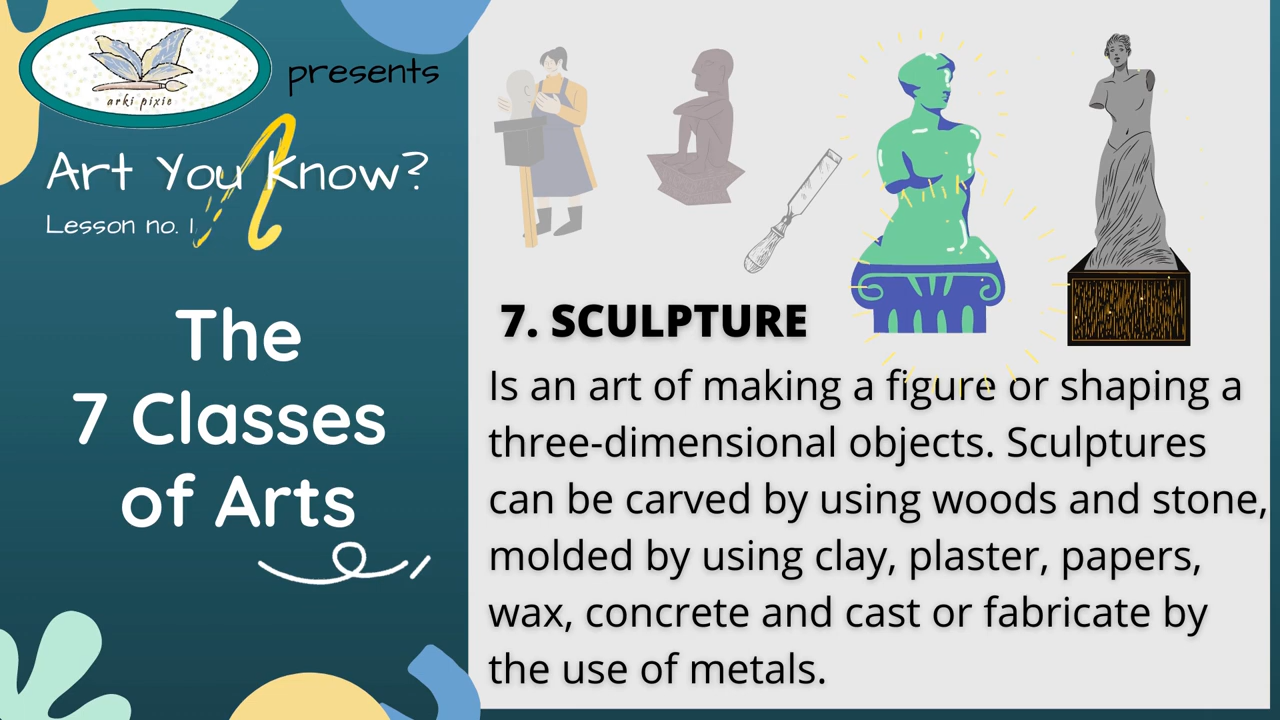 arki pixie
presents
Art You Know?
Lesson no. 1
The
7 Classes
of Arts
7. SCULPTURE
Is an art of making a figure or shaping a
three-dimensional objects. Sculptures
can be carved by using woods and stone,
molded by using clay, plaster, papers,
wax, concrete and cast or fabricate by
the use of metals.